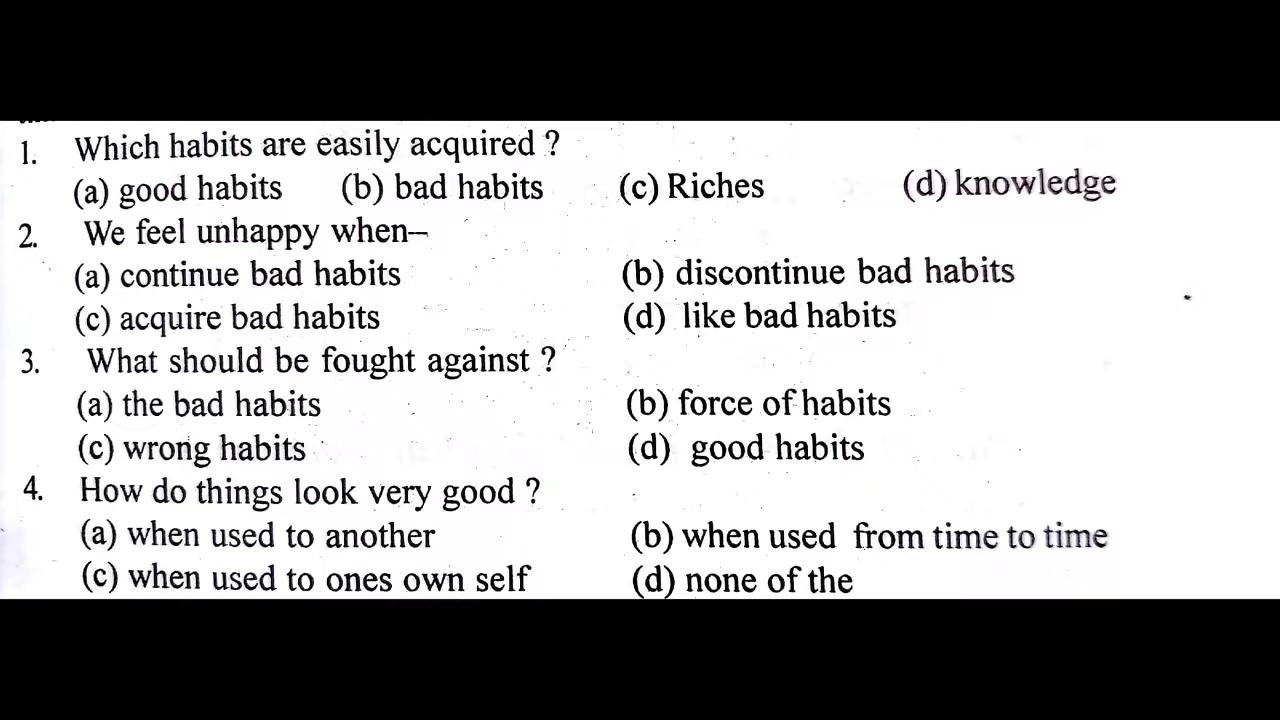 1. Which habits are easily acquired ?
(a) good habits (b) bad habits (c) Riches (d) knowledge
2. We feel unhappy when–
(a) continue bad habits (b) discontinue bad habits
(c) acquire bad habits (d) like bad habits
3. What should be fought against ?
(a) the bad habits (b) force of habits
(c) wrong habits (d) good habits
4. How do things look very good ?
(a) when used to another (b) when used from time to time
(c) when used to ones own self (d) none of the